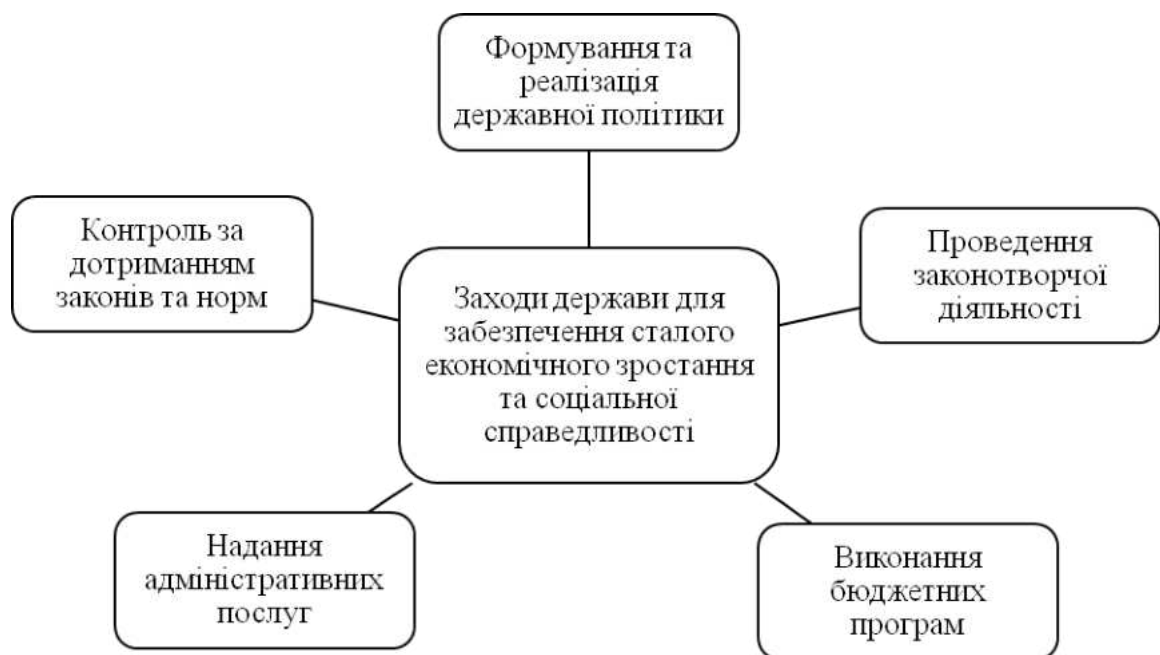 Формування та
реалізація
державної політики
Контроль за
дотриманням
законів та норм
Проведення
законотворчої
діяльності
Заходи держави для
забезпечення сталого
економічного зростання
та соціальної
справедливості
Надання
адміністративних
послуг
Виконання
бюджетних
програм